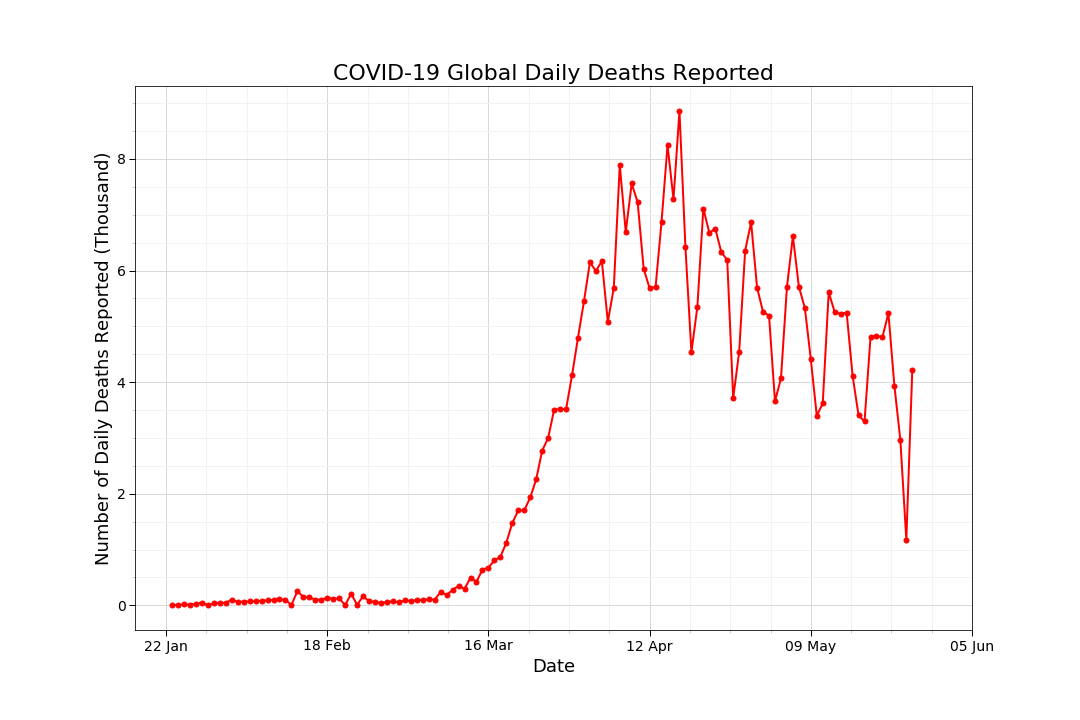 COVID-19 Global Daily Deaths Reported
Number of Daily Deaths Reported (Thousand)
8
6
4
2
0
22 Jan 18 Feb 16 Mar 12 Apr 09 May 05 Jun
Date